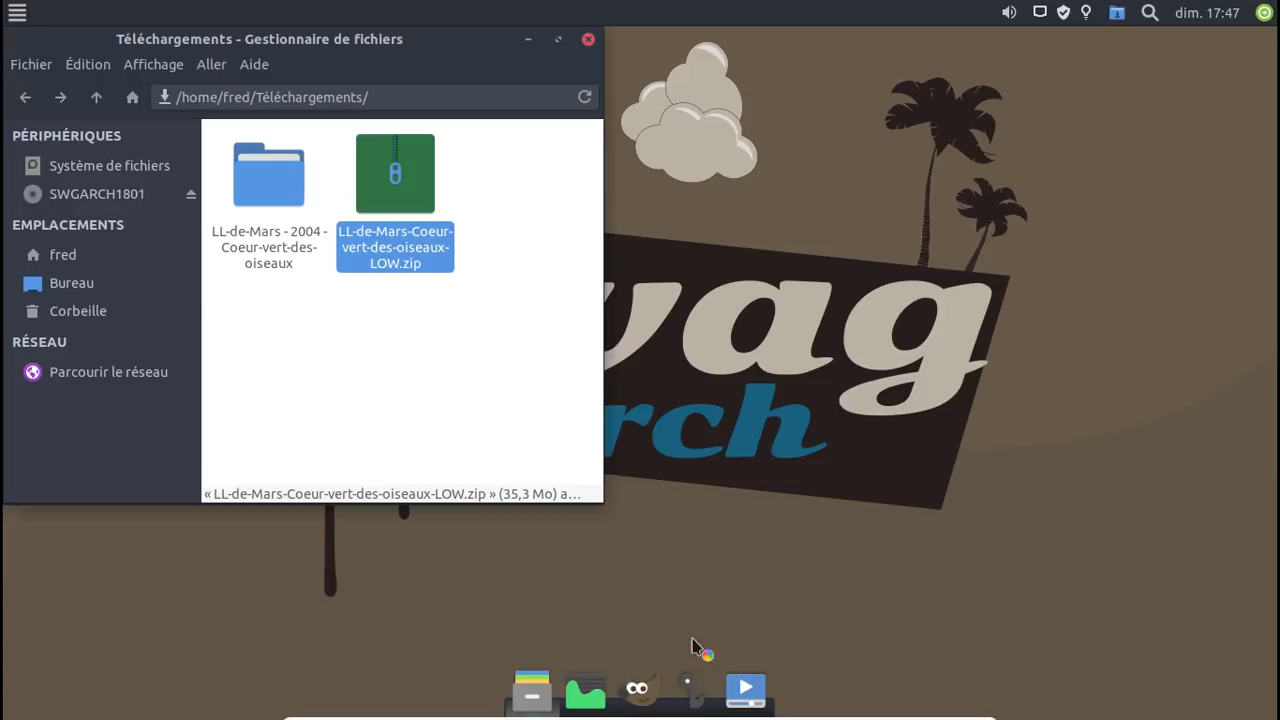 dim. 17:47
Téléchargements - Gestionnaire de fichiers
Fichier Édition Affichage Aller Aide
/home/fred/Téléchargements/
PÉRIPHÉRIQUES
Système de fichiers
SWGARCH1801
EMPLACEMENTS
fred
Bureau
Corbeille
RÉSEAU
Parcourir le réseau
LL-de-Mars - 2004 -
Coeur-vert-des-
oiseaux
LL-de-Mars-Coeur-
vert-des-oiseaux-
LOW.zip
« LL-de-Mars-Coeur-vert-des-oiseaux-LOW.zip » (35,3 Mo) a…
vag
rch